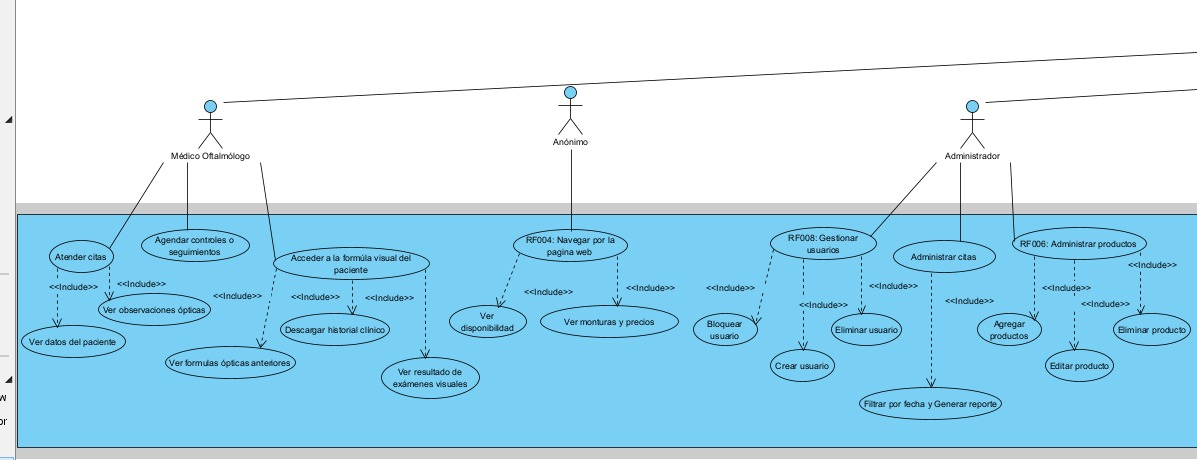 Médico Oftalmólogo
Anónimo
Administrador
Atender citas
Agendar controles o
seguimientos
Acceder a la formúla visual del
paciente
RF004: Navegar por la
pagina web
RF008: Gestionar
usuarios
Administrar citas
RF006: Administrar productos
<<Include>>
<<Include>>
<<Include>>
<<Include>>
<<Include>>
<<Include>>
<<Include>>
<<Include>>
<<Include>>
<<Include>>
<<Include>>
<<Include>>
<<Include>>
<<Include>>
Ver observaciones ópticas
Ver datos del paciente
Descargar historial clínico
Ver formulas ópticas anteriores
Ver resultado de
exámenes visuales
Ver
disponibilidad
Ver monturas y precios
Bloquear
usuario
Eliminar usuario
Crear usuario
Filtrar por fecha y Generar reporte
Agregar
productos
Eliminar producto
Editar producto
w
or